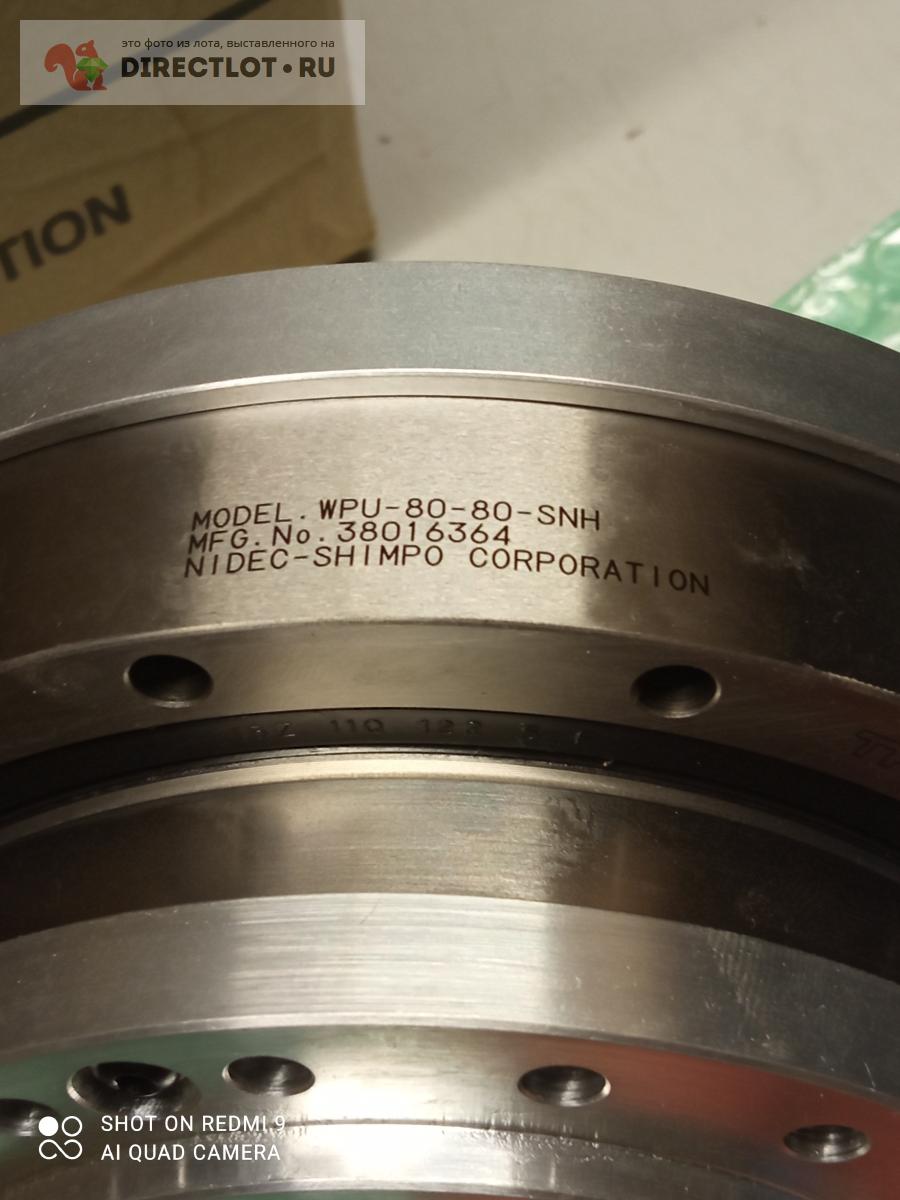 это фото из лота, выставленного на
DIRECTLOT.RU
TION
MODEL.WPU-80-80-SNH
MFG.No.38016364
NIDEC-SHIMPO CORPORATION
110
SHOT ON REDMI 9
AI QUAD CAMERA